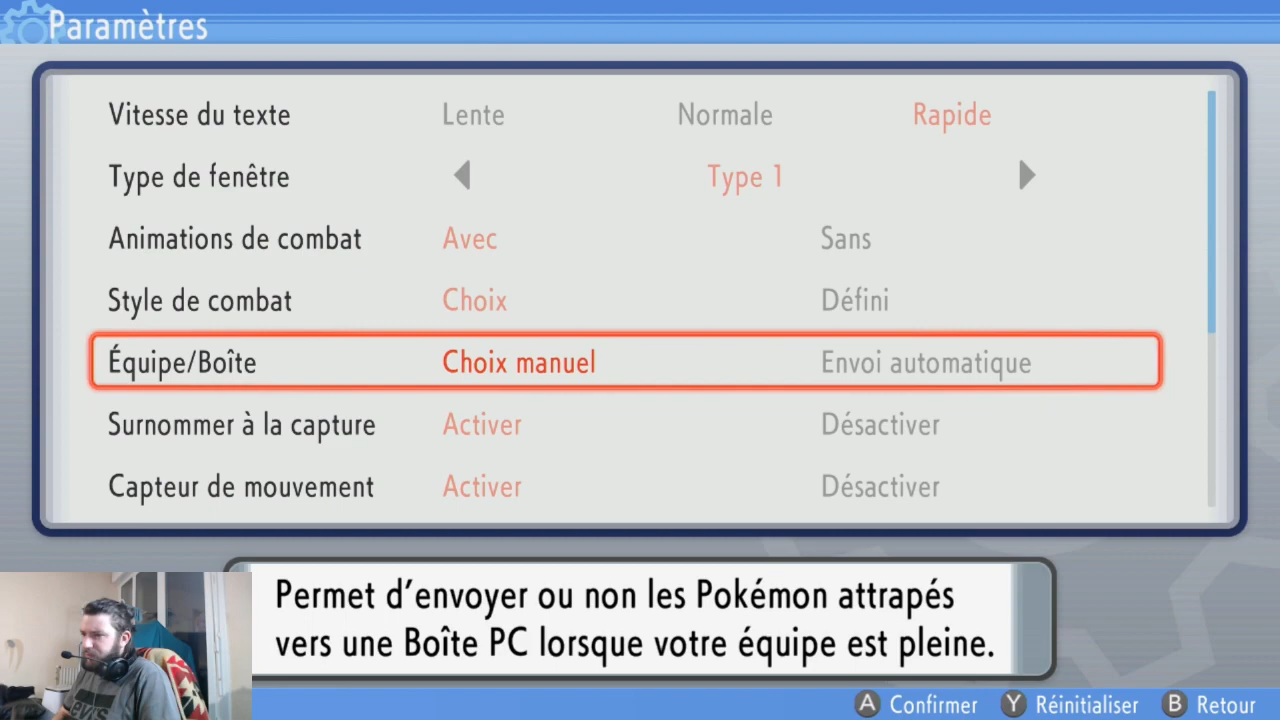 Paramètres
Vitesse du texte Lente Normale Rapide
Type de fenêtre Type 1
Animations de combat Avec Sans
Style de combat Choix Défini
Équipe/Boîte Choix manuel Envoi automatique
Surnommer à la capture Activer Désactiver
Capteur de mouvement Activer Désactiver
Permet d'envoyer ou non les Pokémon attrapés
vers une Boîte PC lorsque votre équipe est pleine.
A Confirmer Y Réinitialiser B Retour